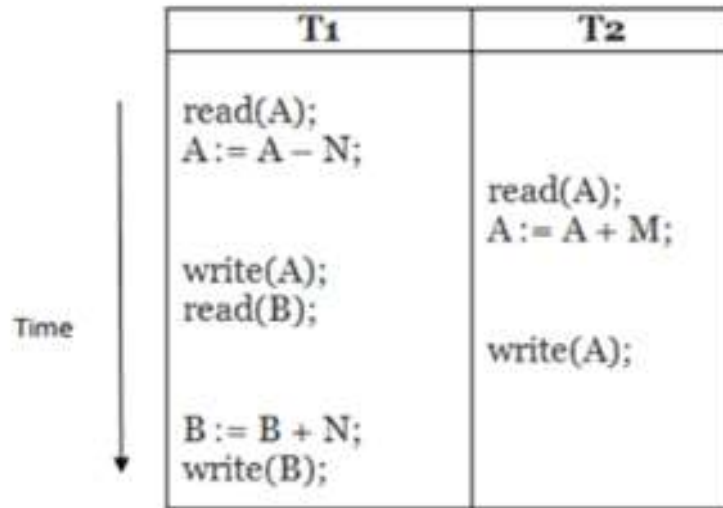 T1
T2
read(A);
A := A – N;
read(A);
A := A + M;
write(A);
read(B);
Time
write(A);
B := B + N;
write(B);